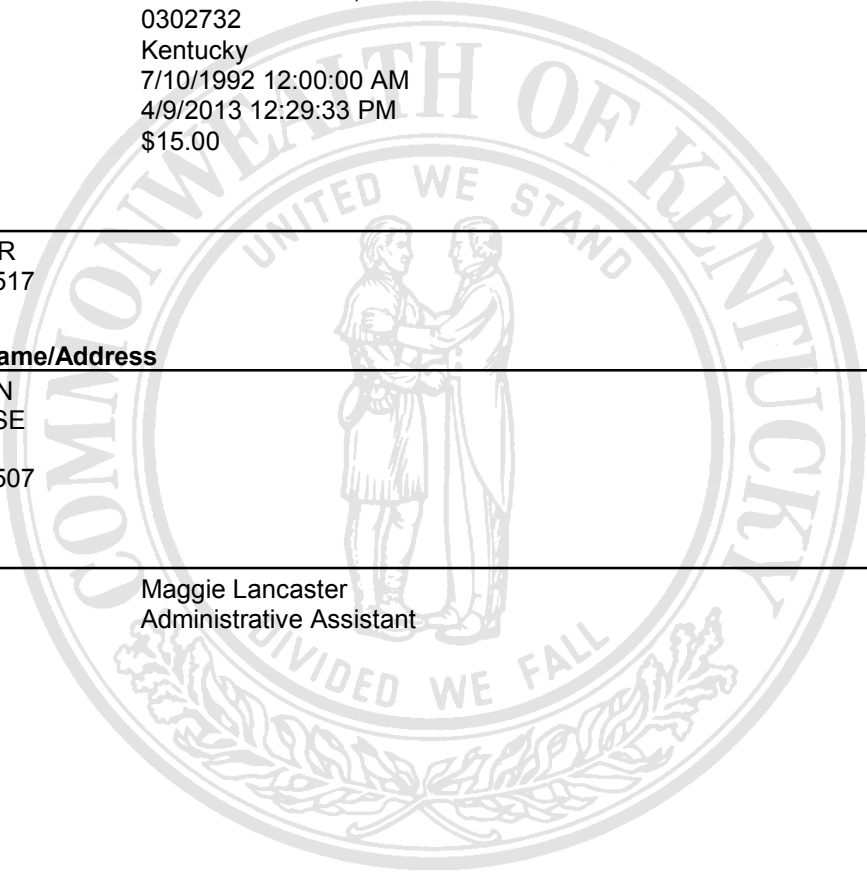 0302732
Kentucky
7/10/1992 12:00:00 AM
4/9/2013 12:29:33 PM
$15.00
COMMONWEALTH OF KENTUCKY
UNITED WE STAND
R
517
ame/Address
N
SE
507
Maggie Lancaster
Administrative Assistant
DIVIDED WE FALL